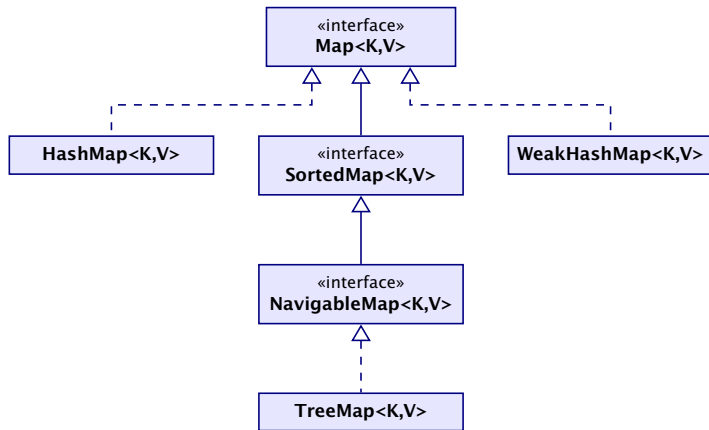 «interface»
Map<K,V>
HashMap<K,V>
«interface»
SortedMap<K,V>
WeakHashMap<K,V>
«interface»
NavigableMap<K,V>
TreeMap<K,V>